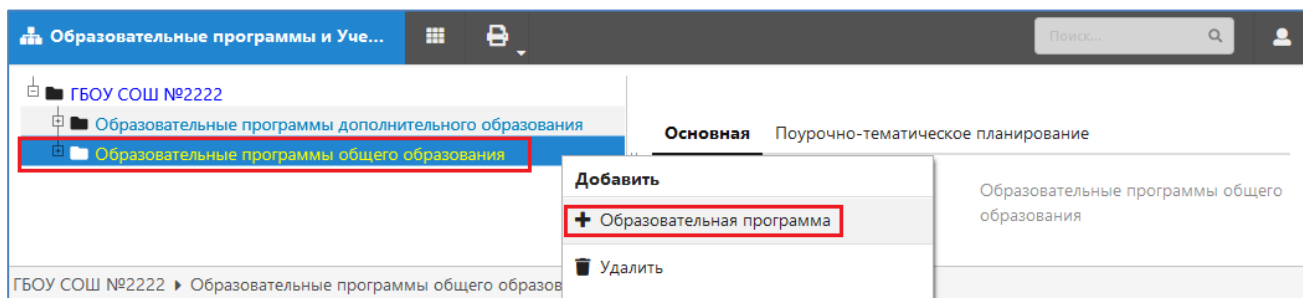 Образовательные программы и Уче...
Поиск...
ГБОУ СОШ №2222
Образовательные программы дополнительного образования
Образовательные программы общего образования
Основная Поурочно-тематическое планирование
Добавить
Образовательная программа
Удалить
Образовательные программы общего
образования
ГБОУ СОШ №2222 ▸ Образовательные программы общего образов